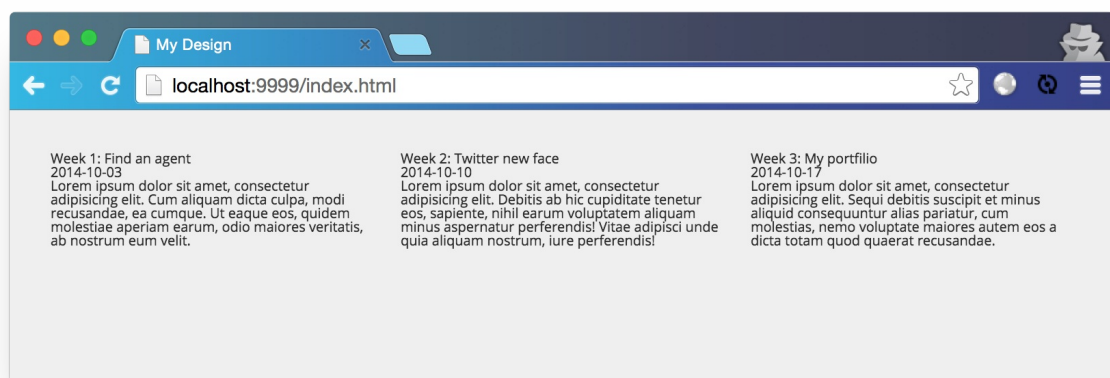 My Design
localhost:9999/index.html
Week 1: Find an agent
2014-10-03
Lorem ipsum dolor sit amet, consectetur
adipisicing elit. Cum aliquam dicta culpa, modi
recusandae, ea cumque. Ut eaque eos, quidem
molestiae aperiam earum, odio maiores veritatis,
ab nostrum eum velit.
Week 2: Twitter new face
2014-10-10
Lorem ipsum dolor sit amet, consectetur
adipisicing elit. Debitis ab hic cupiditate tenetur
eos, sapiente, nihil earum voluptatem aliquam
minus aspernatur perferendis! Vitae adipisci unde
quia aliquam nostrum, iure perferendis!
Week 3: My portfilio
2014-10-17
Lorem ipsum dolor sit amet, consectetur
adipisicing elit. Sequi debitis suscipit et minus
aliquid consequuntur alias pariatur, cum
molestias, nemo voluptate maiores autem eos a
dicta totam quod quaerat recusandae.